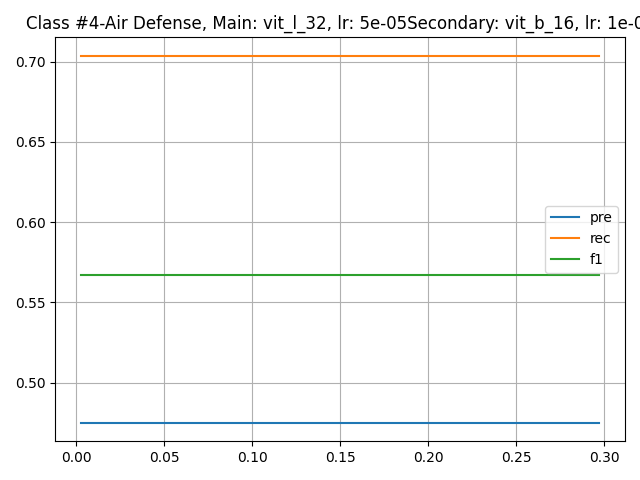 Class #4-Air Defense, Main: vit_l_32, lr: 5e-05Secondary: vit_b_16, lr: 1e-0
0.70
0.65
0.60
0.55
0.50
pre
rec
f1
0.00 0.05 0.10 0.15 0.20 0.25 0.30